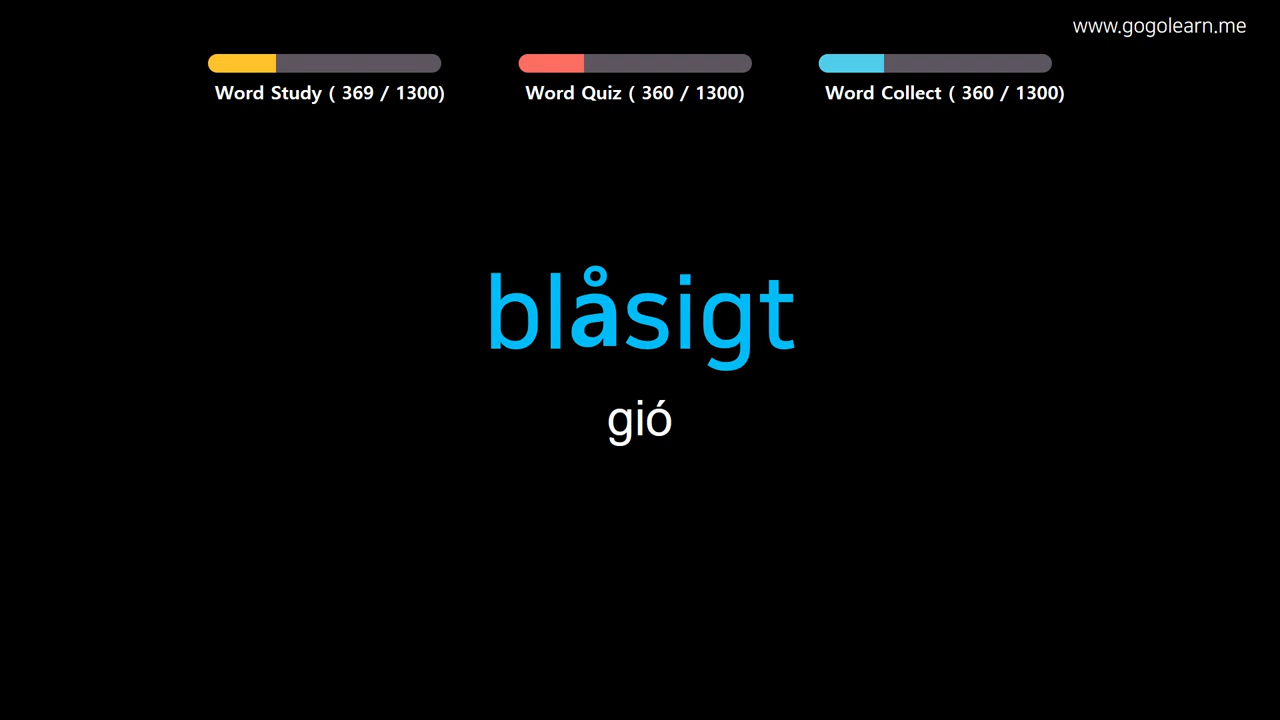 www.gogolearn.me
Word Study ( 369 / 1300)
Word Quiz ( 360 / 1300)
Word Collect ( 360 / 1300)
blåsigt
gió